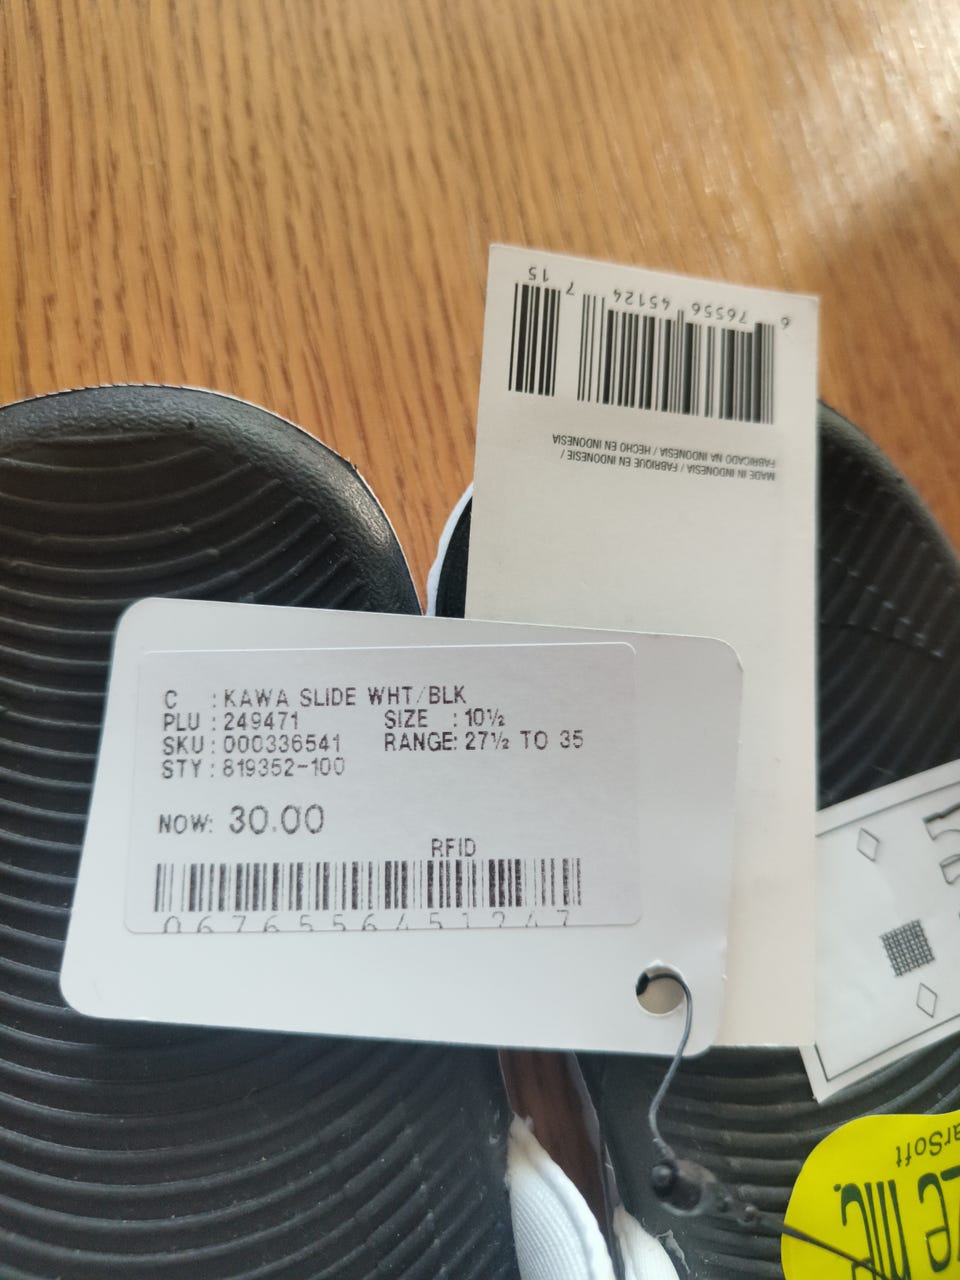 C : KAWA SLIDE WHT/BLK
PLU : 249471 SIZE : 10½
SKU : 000336541 RANGE: 27½ TO 35
STY : 819352-100
NOW: 30.00
RFID
0676556451247
6 76556 45124 7 15
MADE IN INDONESIA / FABRIQUE EN INDONESIE /
FABRICADO NA INDONESIA / HECHO EN INDONESIA